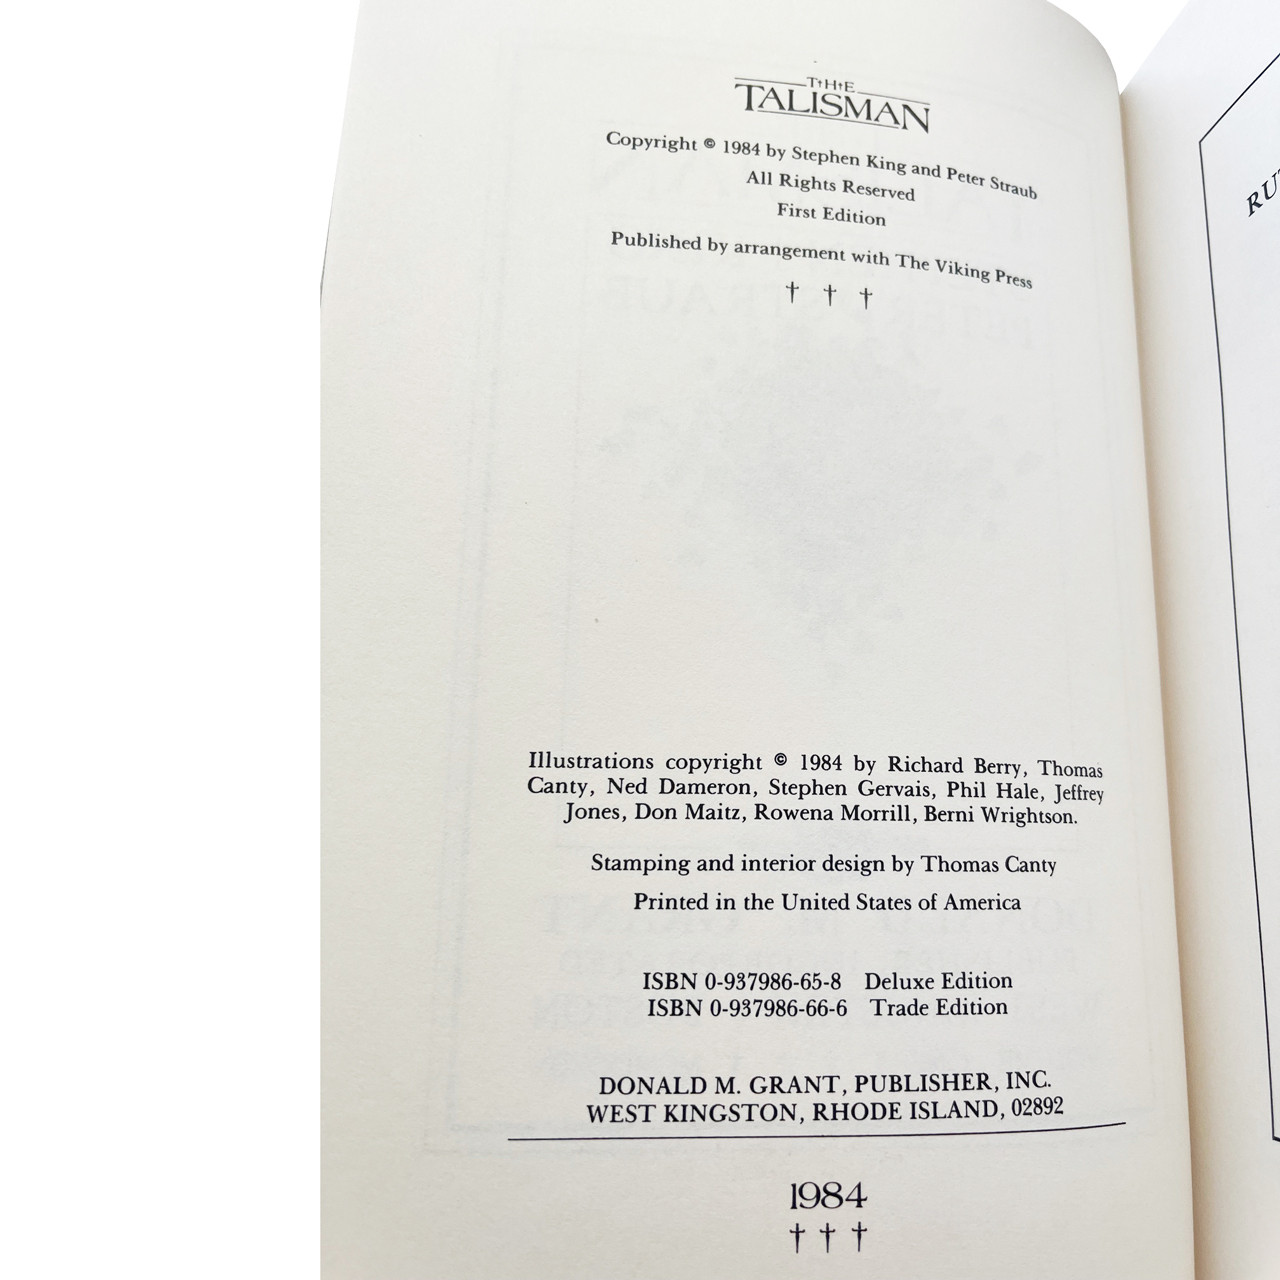 T†H†E
TALISMAN
Copyright © 1984 by Stephen King and Peter Straub
All Rights Reserved
First Edition
Published by arrangement with The Viking Press
† † †
Illustrations copyright © 1984 by Richard Berry, Thomas
Canty, Ned Dameron, Stephen Gervais, Phil Hale, Jeffrey
Jones, Don Maitz, Rowena Morrill, Berni Wrightson.
Stamping and interior design by Thomas Canty
Printed in the United States of America
ISBN 0-937986-65-8 Deluxe Edition
ISBN 0-937986-66-6 Trade Edition
DONALD M. GRANT, PUBLISHER, INC.
WEST KINGSTON, RHODE ISLAND, 02892
1984
† † †